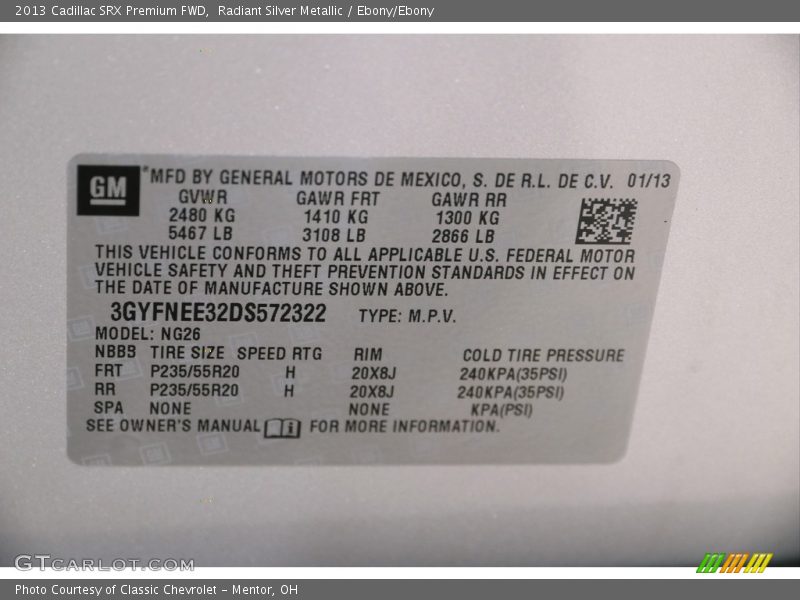 2013 Cadillac SRX Premium FWD,  Radiant Silver Metallic / Ebony/Ebony
GM *MFD BY GENERAL MOTORS DE MEXICO, S. DE R.L. DE C.V. 01/13
GVWR GAWR FRT GAWR RR
2480 KG 1410 KG 1300 KG
5467 LB 3108 LB 2866 LB
THIS VEHICLE CONFORMS TO ALL APPLICABLE U.S. FEDERAL MOTOR
VEHICLE SAFETY AND THEFT PREVENTION STANDARDS IN EFFECT ON
THE DATE OF MANUFACTURE SHOWN ABOVE.
3GYFNEE32DS572322 TYPE: M.P.V.
MODEL: NG26
NBBB TIRE SIZE SPEED RTG RIM COLD TIRE PRESSURE
FRT P235/55R20 H 20X8J 240KPA(35PSI)
RR P235/55R20 H 20X8J 240KPA(35PSI)
SPA NONE NONE KPA(PSI)
SEE OWNER'S MANUAL i FOR MORE INFORMATION.
GTCARLOT.COM
Photo Courtesy of Classic Chevrolet - Mentor, OH